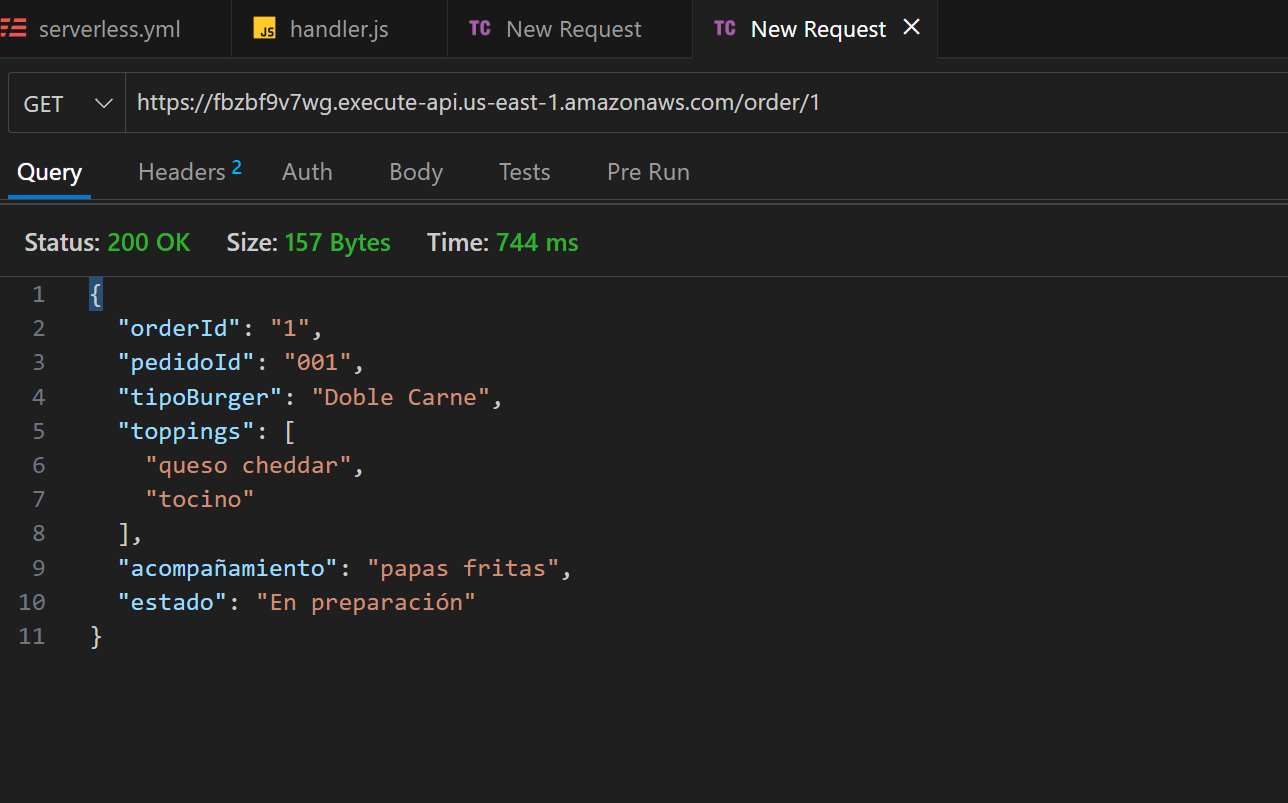 serverless.yml JS handler.js TC New Request TC New Request
GET https://fbzbf9v7wg.execute-api.us-east-1.amazonaws.com/order/1
Query Headers 2 Auth Body Tests Pre Run
Status: 200 OK Size: 157 Bytes Time: 744 ms
1 {
2 "orderId": "1",
3 "pedidoId": "001",
4 "tipoBurger": "Doble Carne",
5 "toppings": [
6 "queso cheddar",
7 "tocino"
8 ],
9 "acompañamiento": "papas fritas",
10 "estado": "En preparación"
11 }